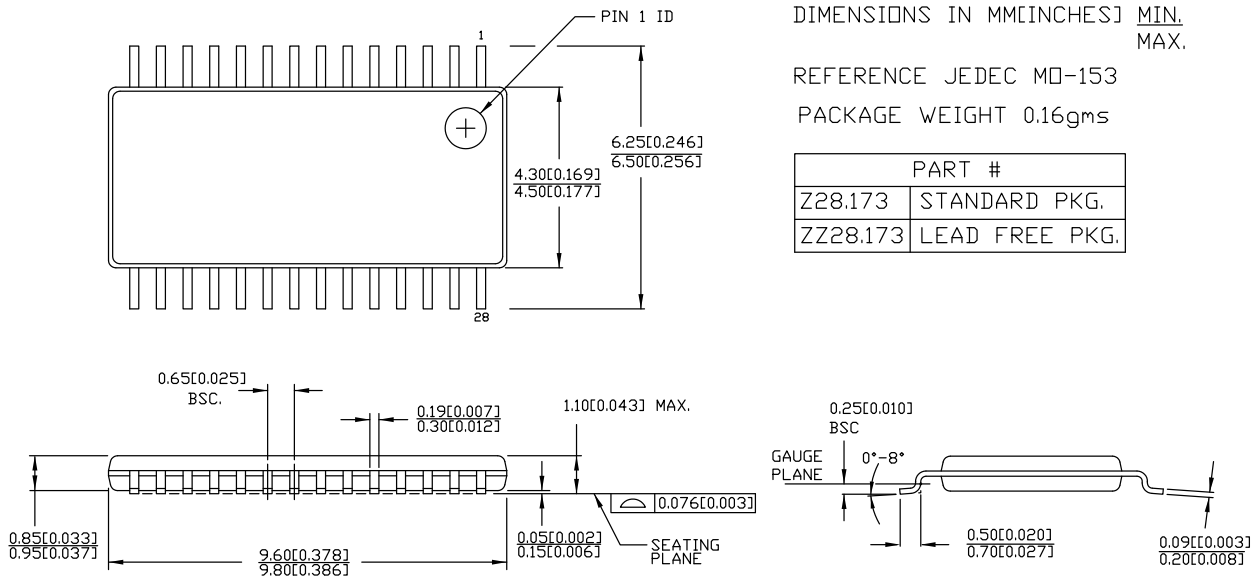 PIN 1 ID
1
28
6.25[0.246]
6.50[0.256]
4.30[0.169]
4.50[0.177]
DIMENSIONS IN MM[INCHES] MIN.
MAX.
REFERENCE JEDEC MO-153
PACKAGE WEIGHT 0.16gms
PART #
Z28.173 STANDARD PKG.
ZZ28.173 LEAD FREE PKG.
0.65[0.025]
BSC.
0.19[0.007]
0.30[0.012]
1.10[0.043] MAX.
0.85[0.033]
0.95[0.037]
9.60[0.378]
9.80[0.386]
0.05[0.002]
0.15[0.006]
0.076[0.003]
SEATING
PLANE
0.25[0.010]
BSC
GAUGE
PLANE
0°-8°
0.50[0.020]
0.70[0.027]
0.09[[0.003]
0.20[0.008]